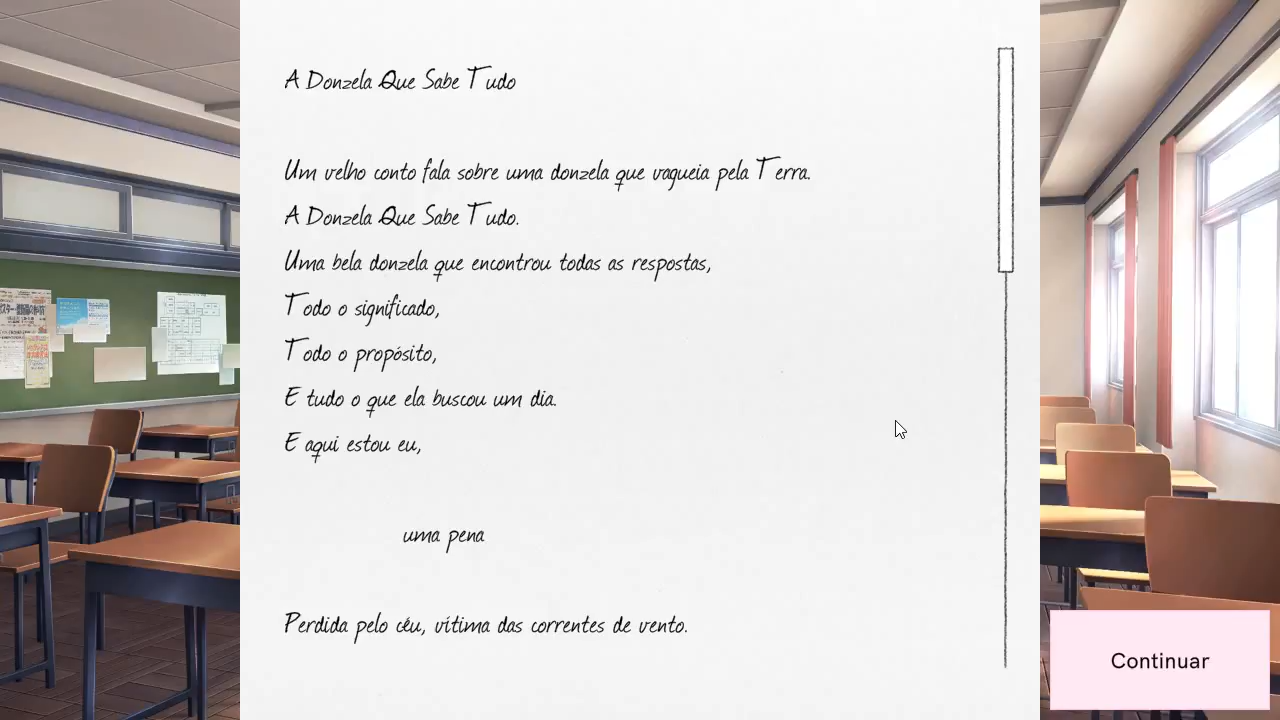 A Donzela Que Sabe Tudo
Um velho conto fala sobre uma donzela que vagueia pela Terra.
A Donzela Que Sabe Tudo.
Uma bela donzela que encontrou todas as respostas,
Todo o significado,
Todo o propósito,
E tudo o que ela buscou um dia.
E aqui estou eu,
uma pena
Perdida pelo céu, vítima das correntes de vento.
Continuar